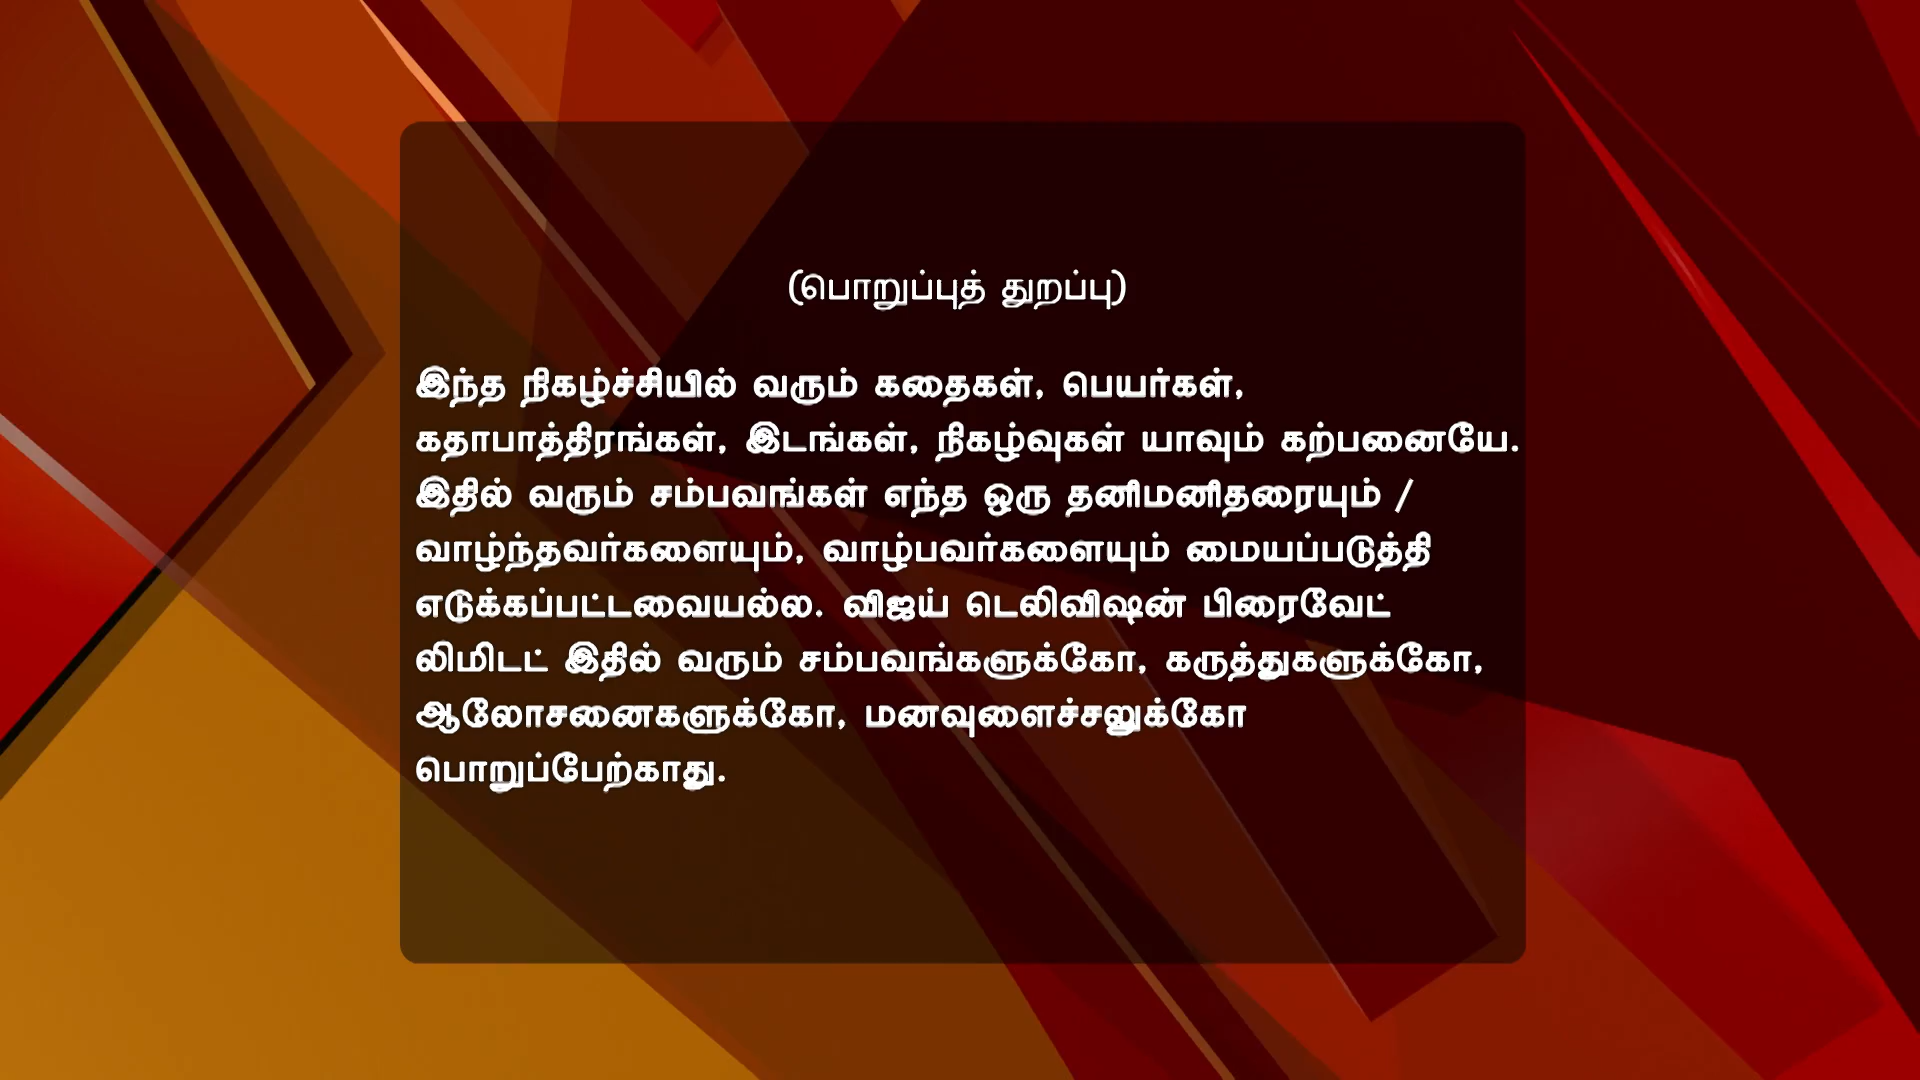 (பொறுப்புத் துறப்பு)
இந்த நிகழ்ச்சியில் வரும் கதைகள், பெயர்கள்,
கதாபாத்திரங்கள், இடங்கள், நிகழ்வுகள் யாவும் கற்பனையே.
இதில் வரும் சம்பவங்கள் எந்த ஒரு தனிமனிதரையும் /
வாழ்ந்தவர்களையும், வாழ்பவர்களையும் மையப்படுத்தி
எடுக்கப்பட்டவையல்ல. விஜய் டெலிவிஷன் பிரைவேட்
லிமிடட் இதில் வரும் சம்பவங்களுக்கோ, கருத்துகளுக்கோ,
ஆலோசனைகளுக்கோ, மனவுளைச்சலுக்கோ
பொறுப்பேற்காது.